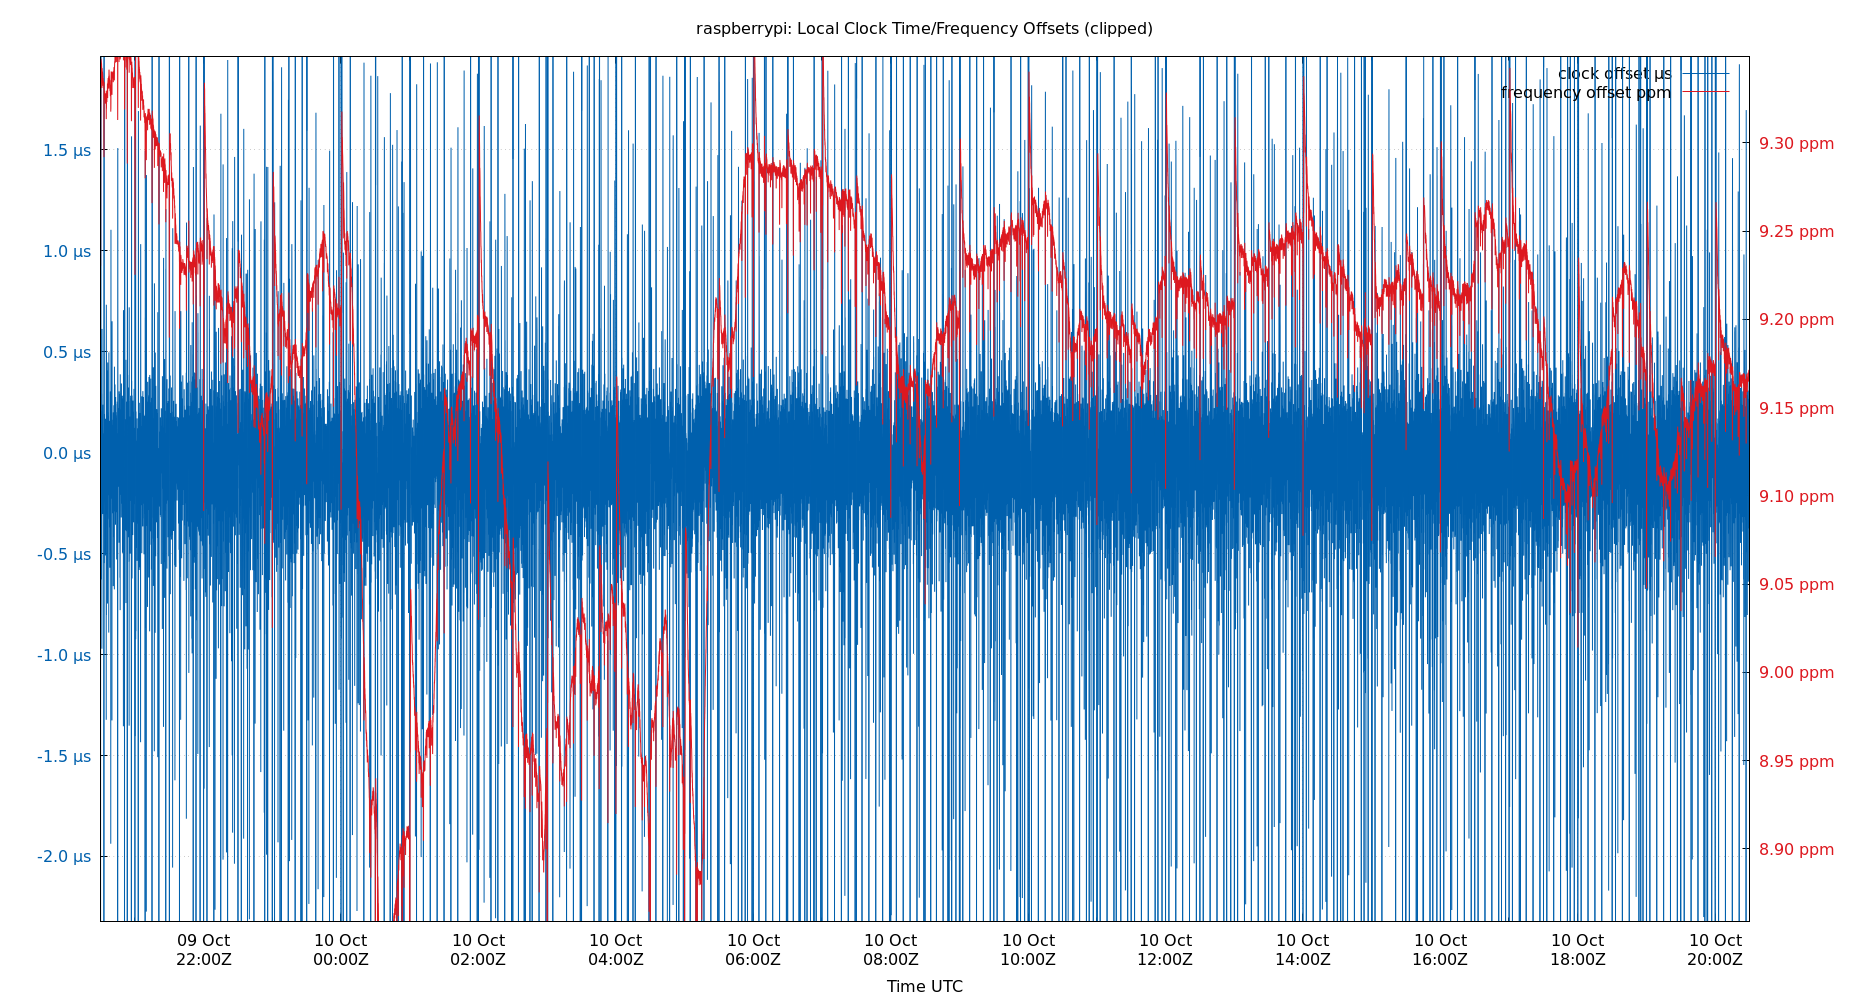 raspberrypi: Local Clock Time/Frequency Offsets (clipped)
clock offset µs
frequency offset ppm
1.5 µs
1.0 µs
0.5 µs
0.0 µs
-0.5 µs
-1.0 µs
-1.5 µs
-2.0 µs
9.30 ppm
9.25 ppm
9.20 ppm
9.15 ppm
9.10 ppm
9.05 ppm
9.00 ppm
8.95 ppm
8.90 ppm
09 Oct 10 Oct 10 Oct 10 Oct 10 Oct 10 Oct 10 Oct 10 Oct 10 Oct 10 Oct 10 Oct 10 Oct
22:00Z 00:00Z 02:00Z 04:00Z 06:00Z 08:00Z 10:00Z 12:00Z 14:00Z 16:00Z 18:00Z 20:00Z
Time UTC